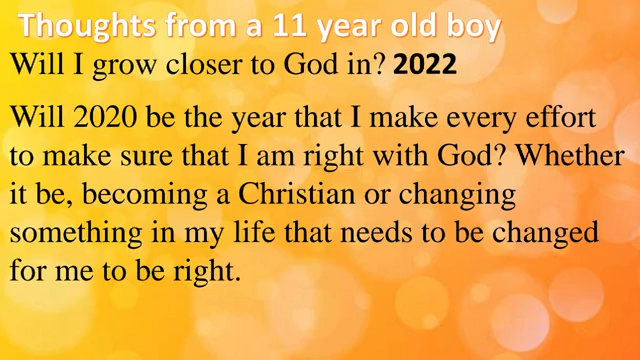 Thoughts from a 11 year old boy
Will I grow closer to God in? 2022
Will 2020 be the year that I make every effort
to make sure that I am right with God? Whether
it be, becoming a Christian or changing
something in my life that needs to be changed
for me to be right.